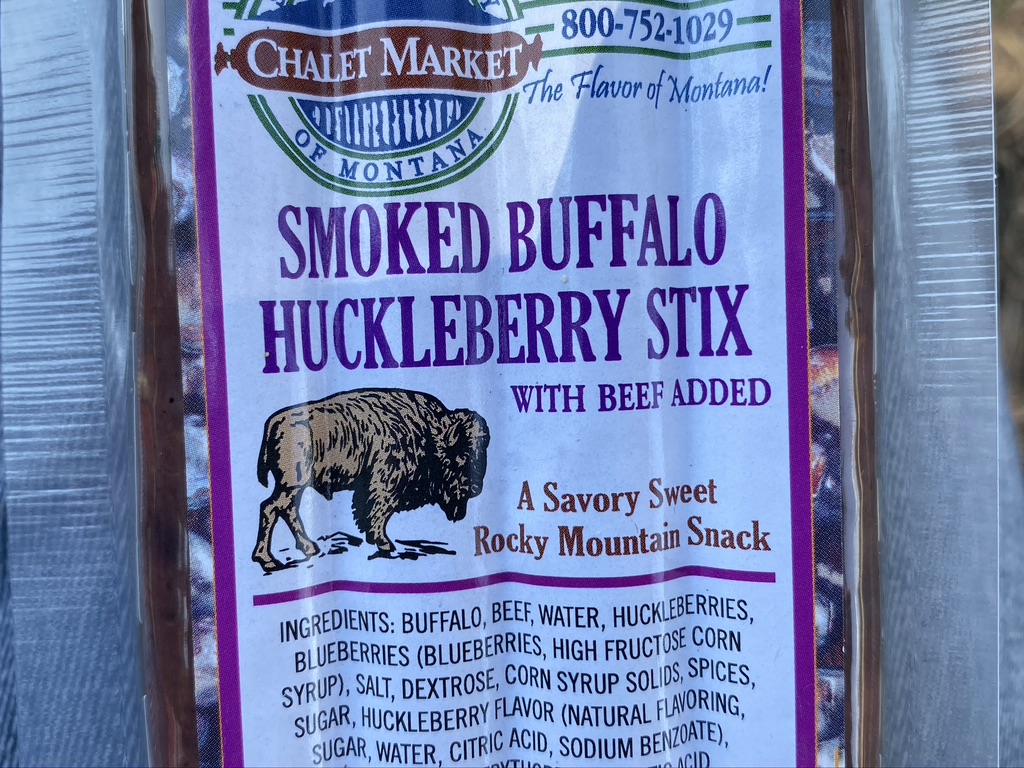 800-752-1029
CHALET MARKET
The Flavor of Montana!
OF MONTANA
SMOKED BUFFALO
HUCKLEBERRY STIX
WITH BEEF ADDED
A Savory Sweet
Rocky Mountain Snack
INGREDIENTS: BUFFALO, BEEF, WATER, HUCKLEBERRIES,
BLUEBERRIES (BLUEBERRIES, HIGH FRUCTOSE CORN
SYRUP), SALT, DEXTROSE, CORN SYRUP SOLIDS, SPICES,
SUGAR, HUCKLEBERRY FLAVOR (NATURAL FLAVORING,
SUGAR, WATER, CITRIC ACID, SODIUM BENZOATE),
ACID